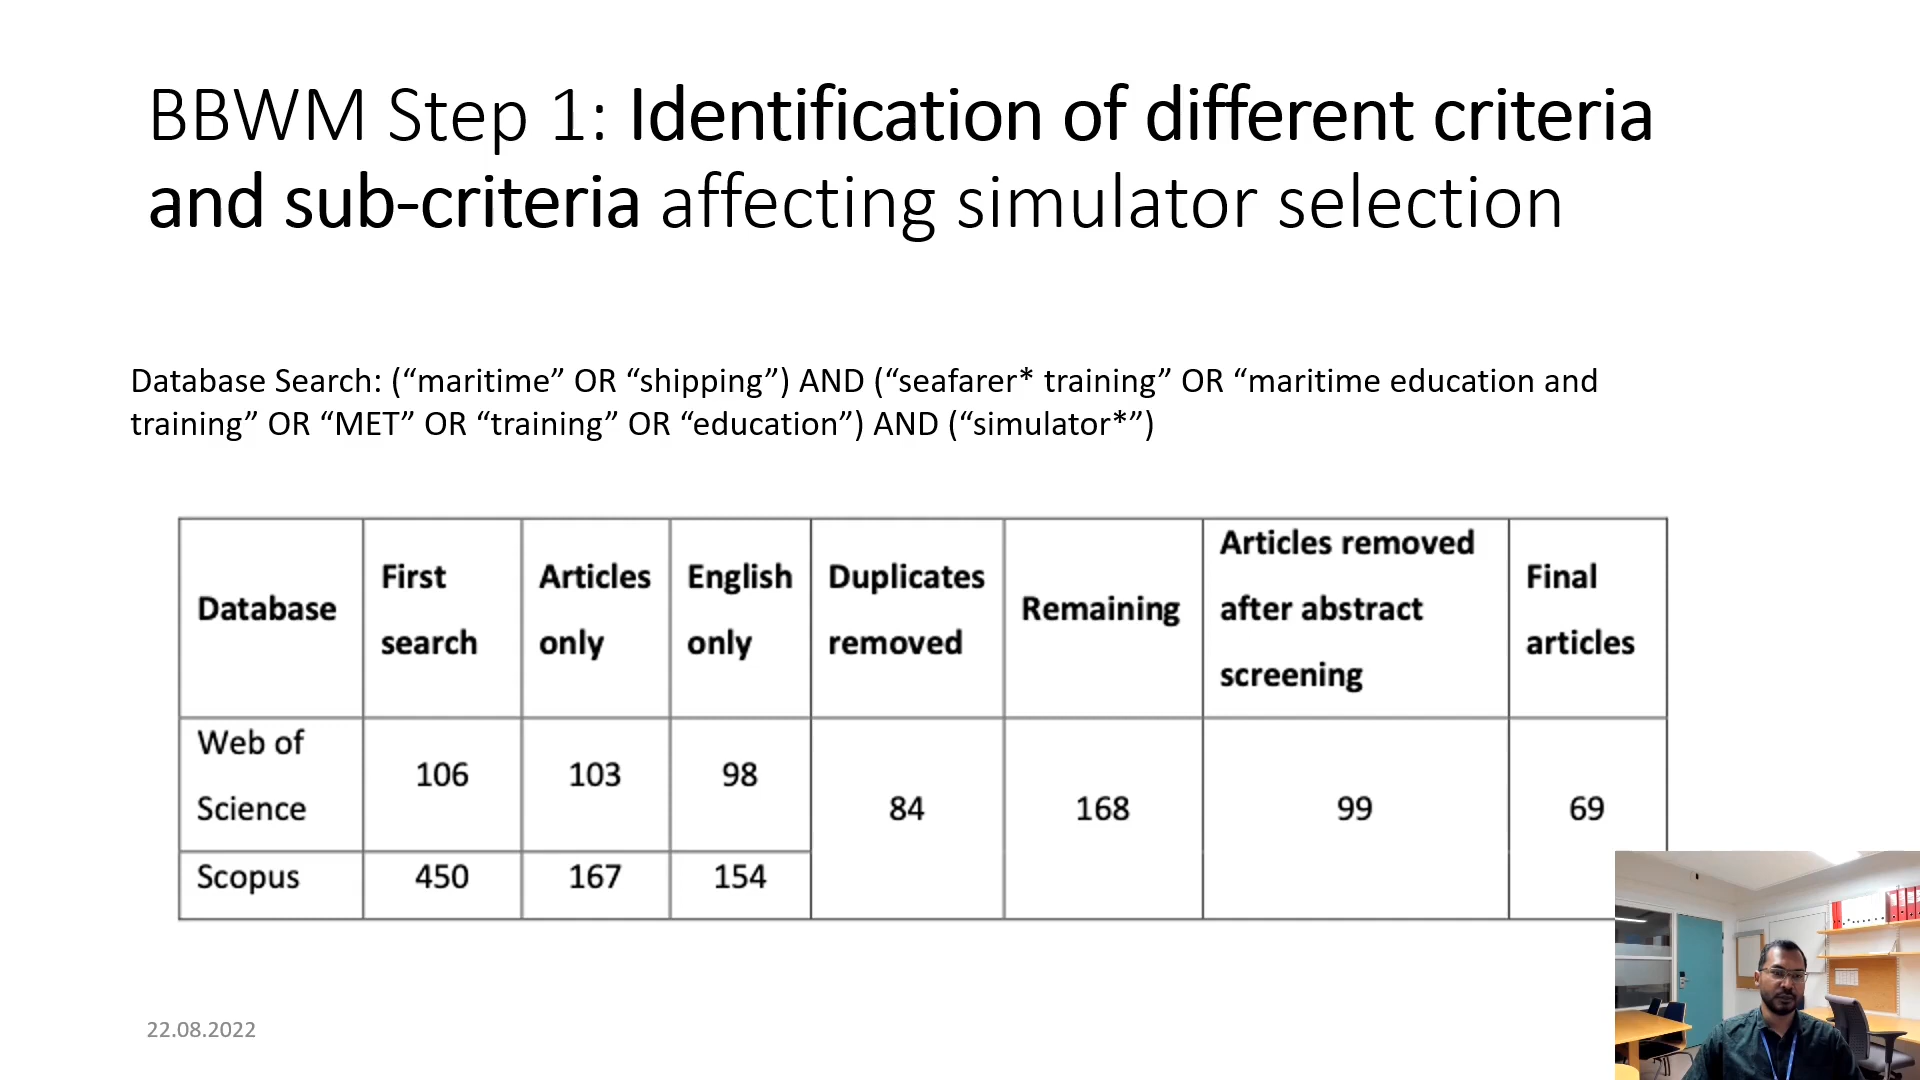 BBWM Step 1: Identification of different criteria
and sub-criteria affecting simulator selection
Database Search: (“maritime” OR “shipping”) AND (“seafarer* training” OR “maritime education and
training” OR “MET” OR “training” OR “education”) AND (“simulator*”)
Database
First
search
Articles
only
English
only
Duplicates
removed
Remaining
Articles removed
after abstract
screening
Final
articles
Web of
Science
106
103
98
84
168
99
69
Scopus
450
167
154
22.08.2022